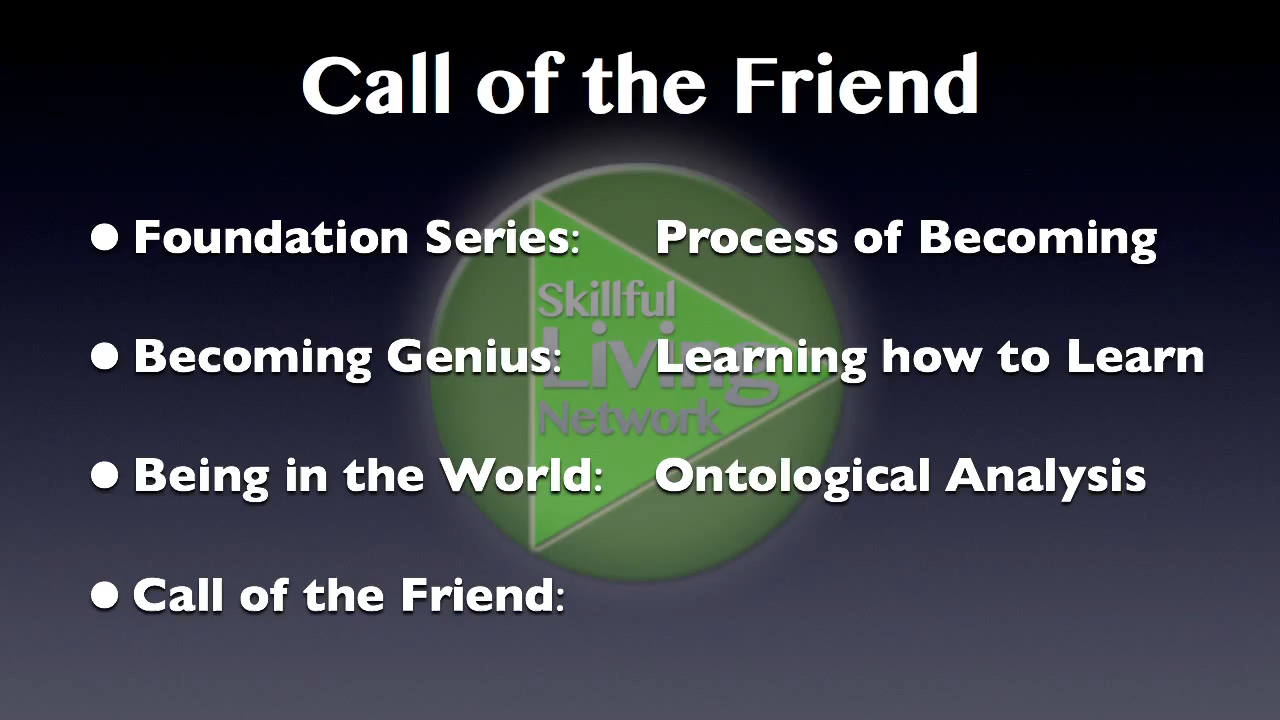 Call of the Friend
• Foundation Series: Process of Becoming
• Becoming Genius: Learning how to Learn
• Being in the World: Ontological Analysis
• Call of the Friend:
Skillful
Living
Network